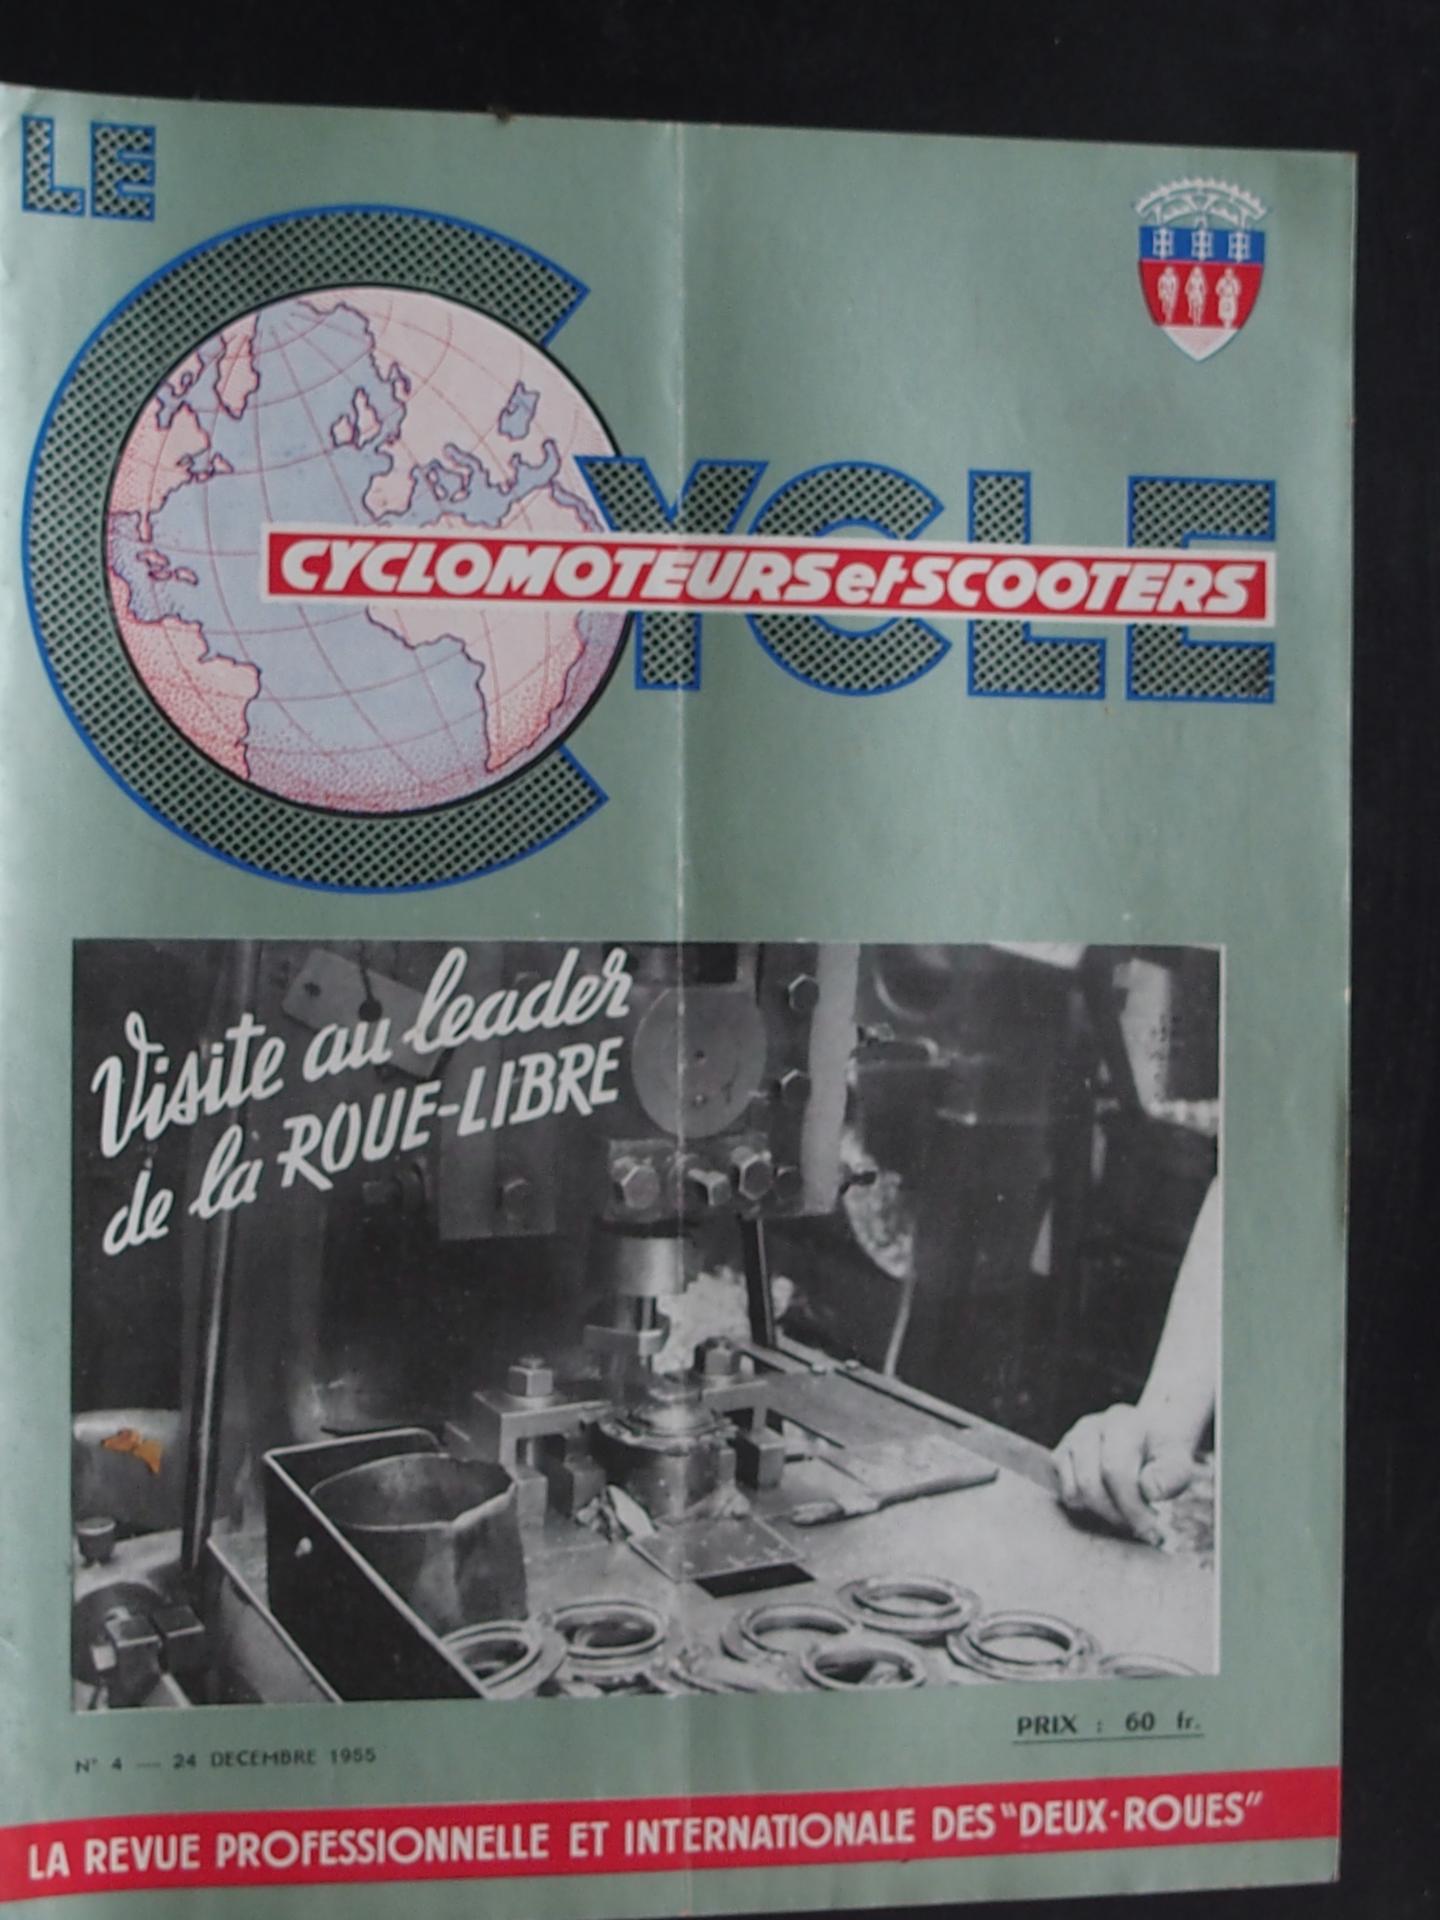 LE
CYCLE
CYCLOMOTEURS et SCOOTERS
Visite au leader
de la ROUE-LIBRE
PRIX : 60 fr.
N° 4 — 24 DECEMBRE 1955
LA REVUE PROFESSIONNELLE ET INTERNATIONALE DES "DEUX-ROUES"